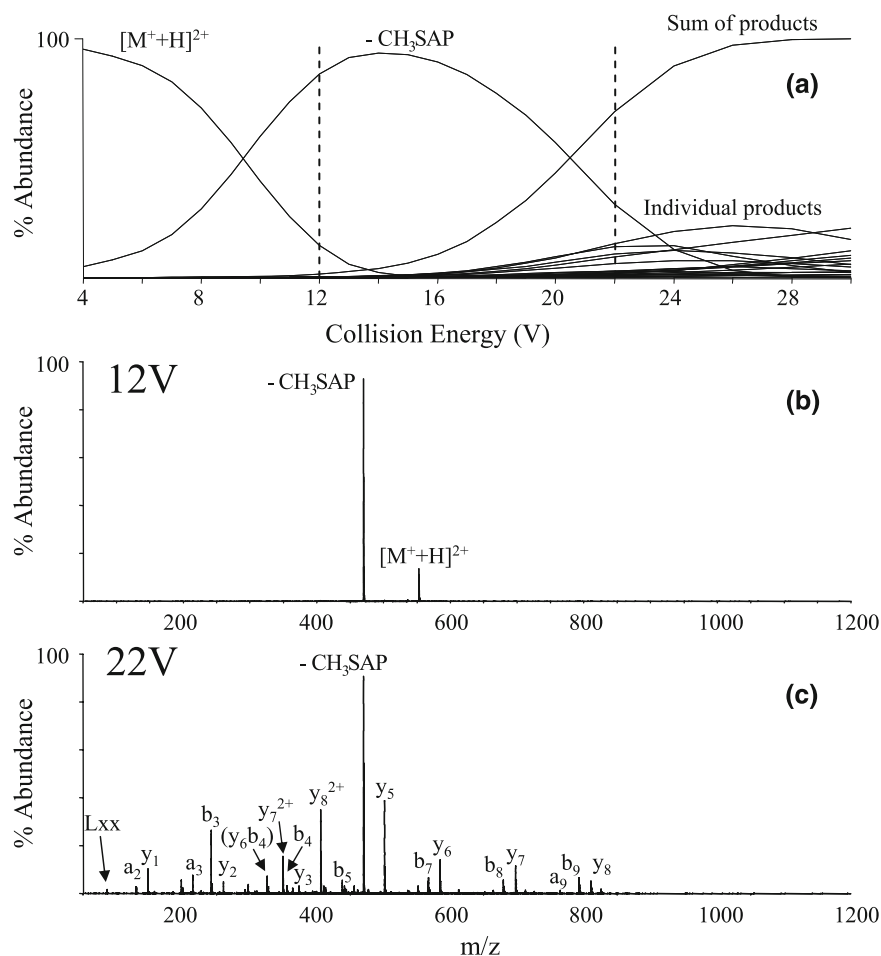 100
[M⁺+H]²⁺
- CH₃SAP
Sum of products
(a)
% Abundance
Individual products
4 8 12 16 20 24 28
Collision Energy (V)
100
12V
- CH₃SAP
(b)
% Abundance
[M⁺+H]²⁺
200 400 600 800 1000 1200
100
22V
- CH₃SAP
(c)
% Abundance
Lxx
a₂
y₁
a₃
b₃
y₂
(y₆b₄)
y₇²⁺
b₄
y₃
y₈²⁺
b₅
y₅
b₇
y₆
b₈
y₇
a₉
b₉
y₈
200 400 600 800 1000 1200
m/z